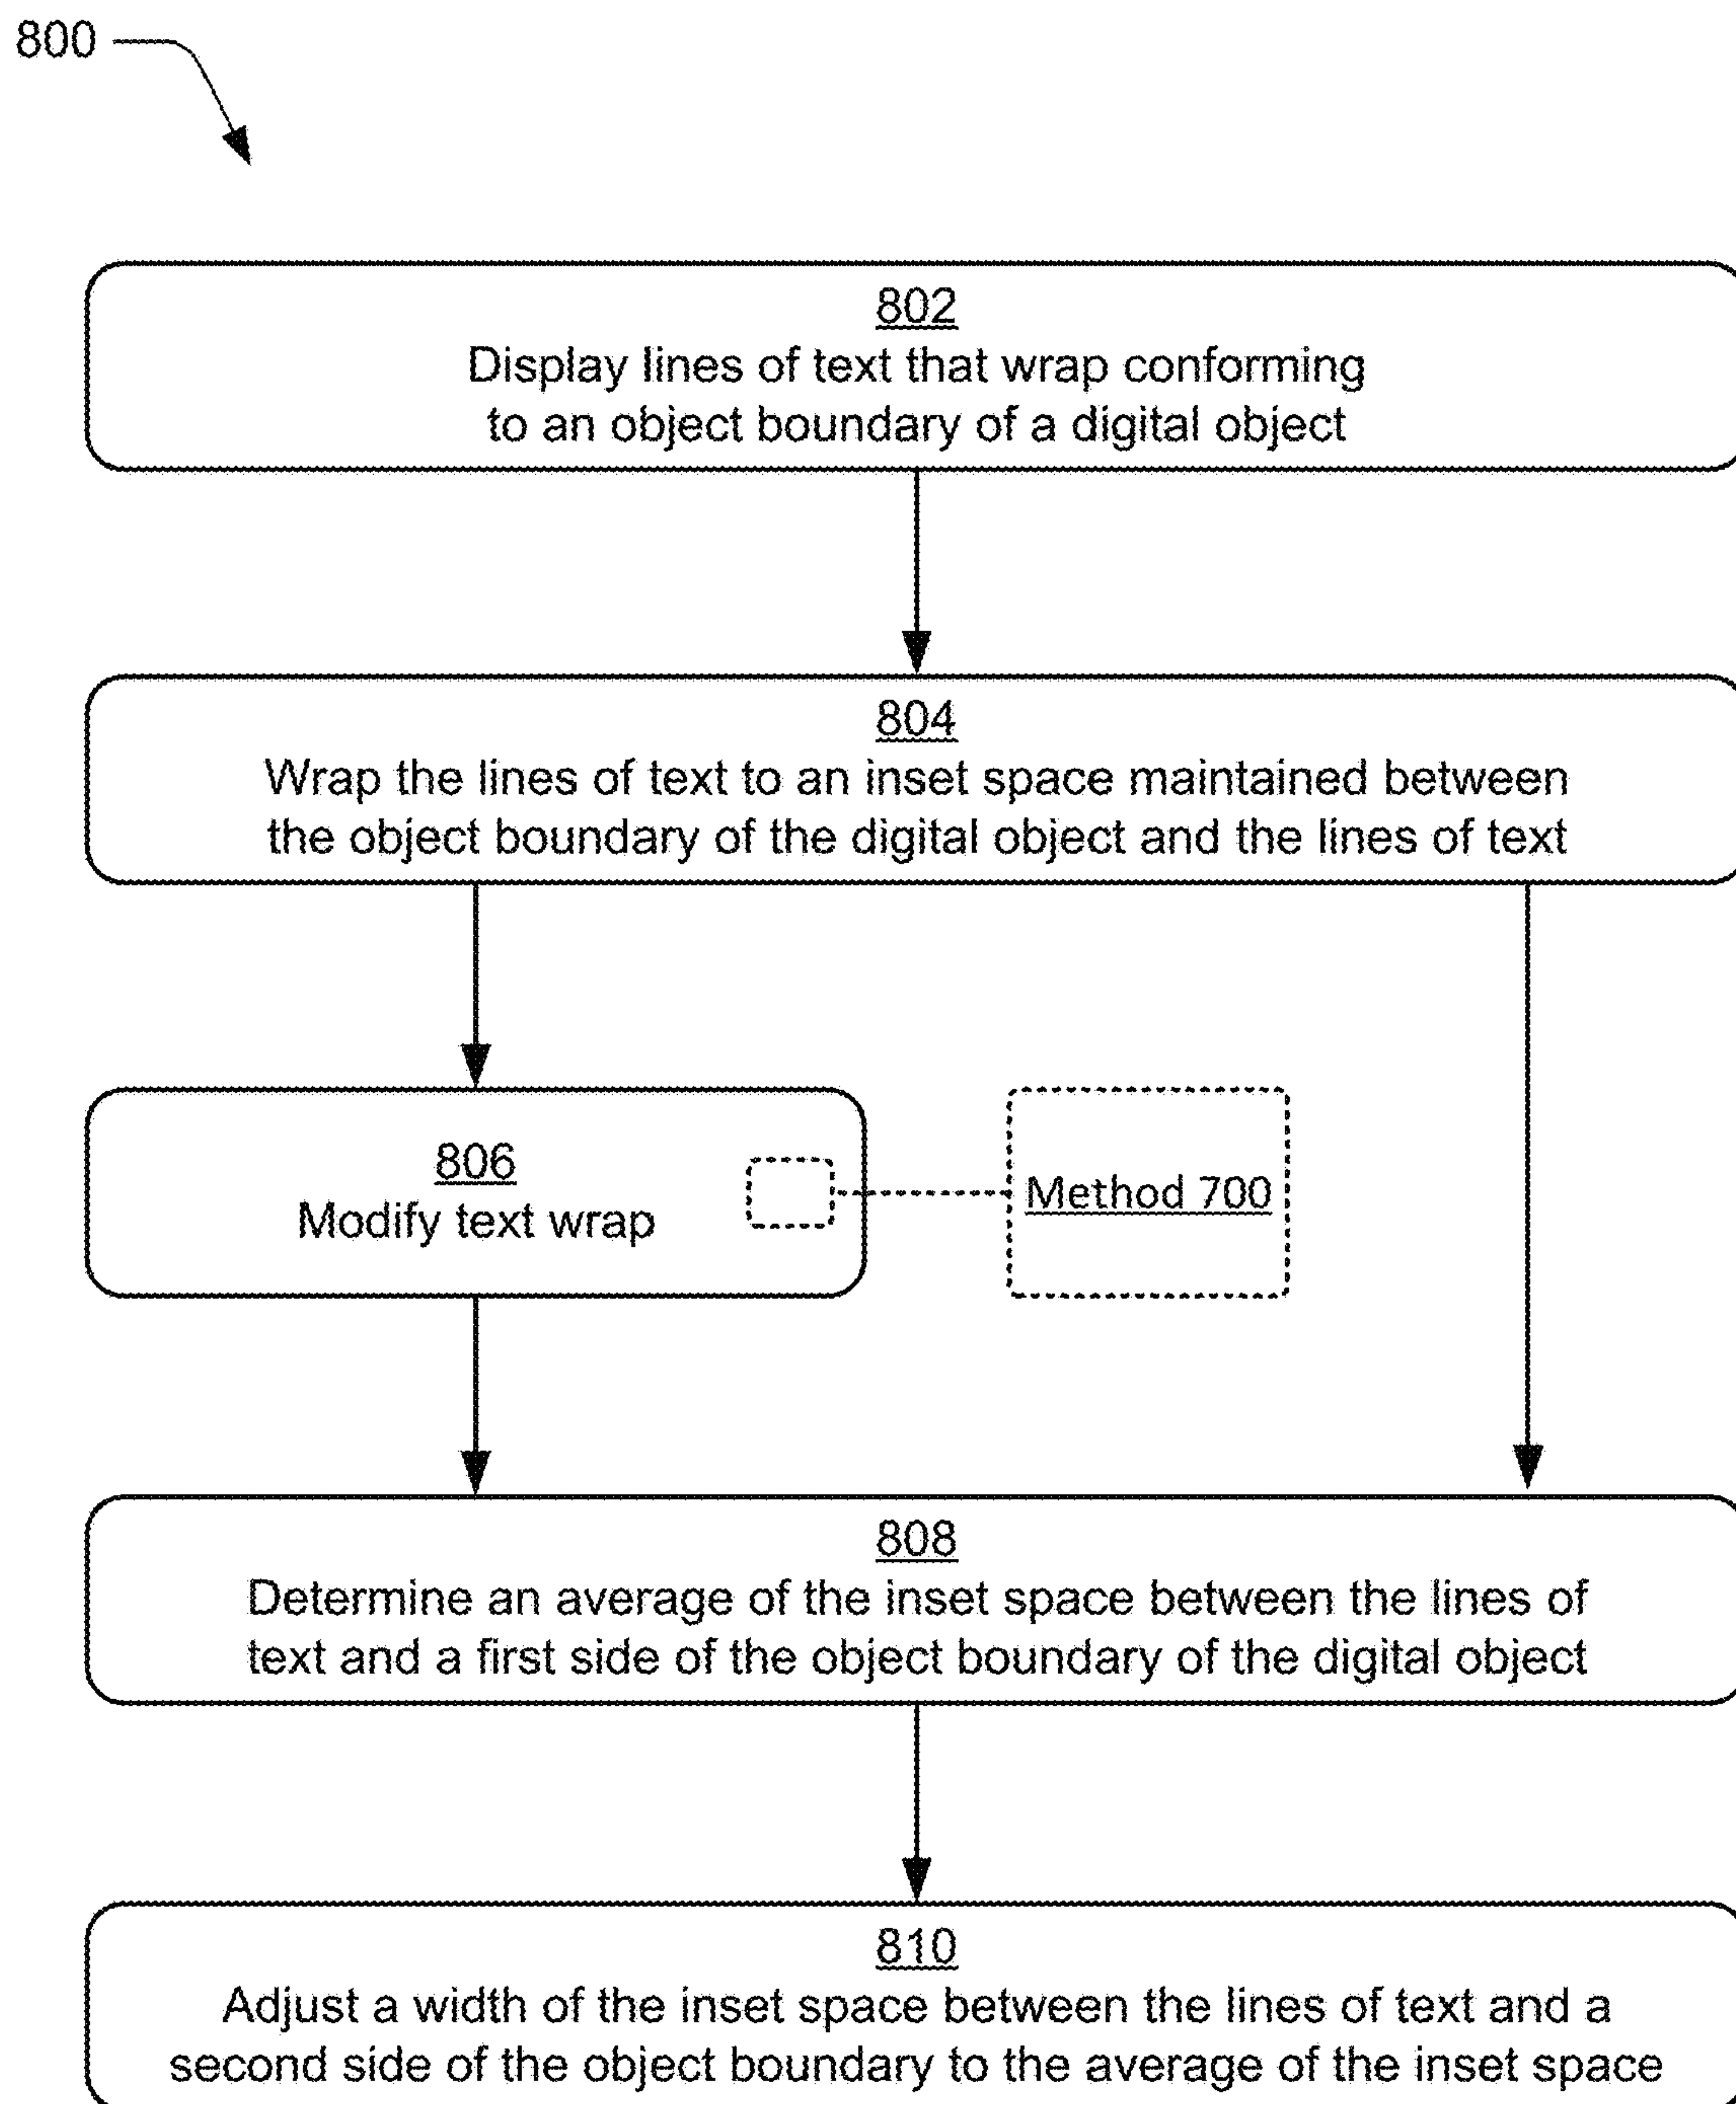 800
802
Display lines of text that wrap conforming
to an object boundary of a digital object
804
Wrap the lines of text to an inset space maintained between
the object boundary of the digital object and the lines of text
806
Modify text wrap
Method 700
808
Determine an average of the inset space between the lines of
text and a first side of the object boundary of the digital object
810
Adjust a width of the inset space between the lines of text and a
second side of the object boundary to the average of the inset space